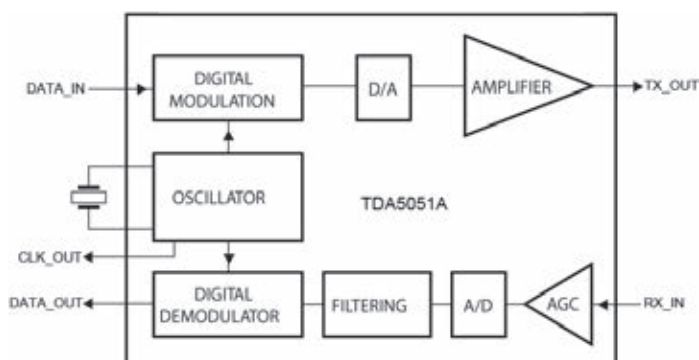 DIGITAL
MODULATION
D/A
AMPLIFIER
DATA_IN
TX_OUT
OSCILLATOR
TDA5051A
CLK_OUT
DIGITAL
DEMODULATOR
FILTERING
A/D
AGC
DATA_OUT
RX_IN